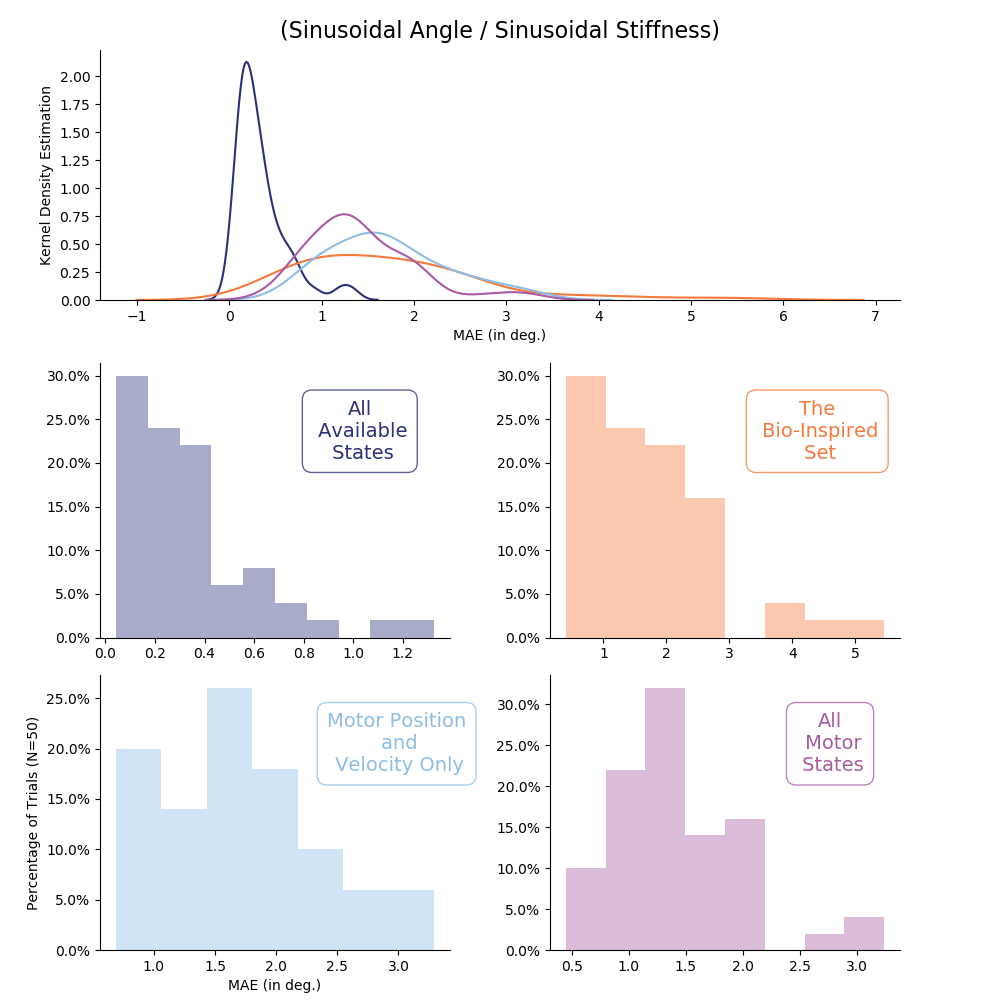 (Sinusoidal Angle / Sinusoidal Stiffness)
Kernel Density Estimation
2.00
1.75
1.50
1.25
1.00
0.75
0.50
0.25
0.00
−1 0 1 2 3 4 5 6 7
MAE (in deg.)
30.0%
25.0%
20.0%
15.0%
10.0%
5.0%
0.0%
0.0 0.2 0.4 0.6 0.8 1.0 1.2
All
Available
States
30.0%
25.0%
20.0%
15.0%
10.0%
5.0%
0.0%
1 2 3 4 5
The
Bio-Inspired
Set
Percentage of Trials (N=50)
25.0%
20.0%
15.0%
10.0%
5.0%
0.0%
1.0 1.5 2.0 2.5 3.0
MAE (in deg.)
Motor Position
and
Velocity Only
30.0%
25.0%
20.0%
15.0%
10.0%
5.0%
0.0%
0.5 1.0 1.5 2.0 2.5 3.0
All
Motor
States